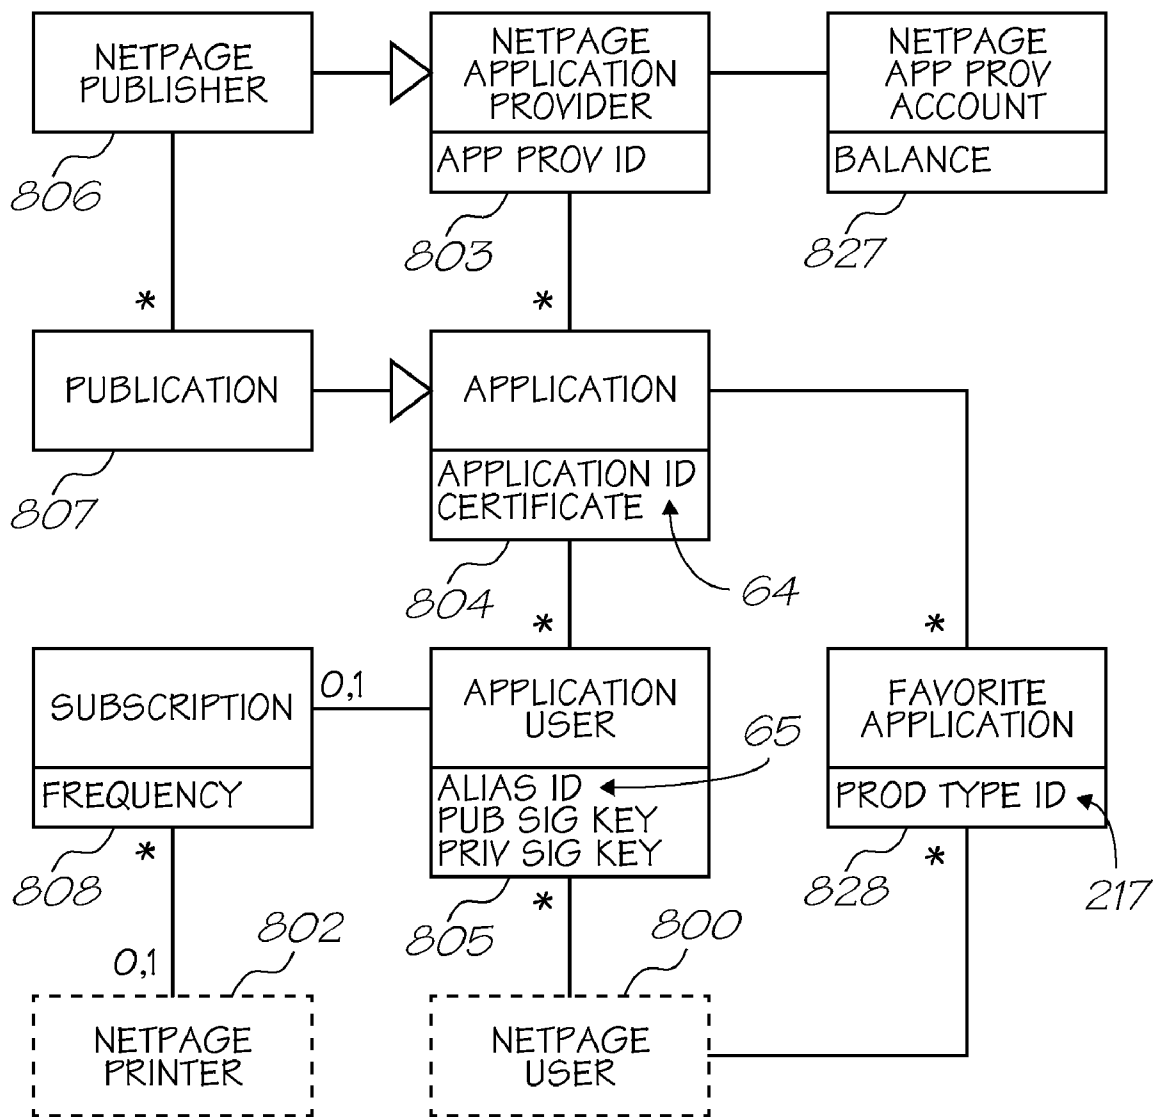 NETPAGE
PUBLISHER
NETPAGE
APPLICATION
PROVIDER
APP PROV ID
NETPAGE
APP PROV
ACCOUNT
BALANCE
806
803
827
*
*
PUBLICATION
APPLICATION
APPLICATION ID
CERTIFICATE
807
804
64
*
*
SUBSCRIPTION
FREQUENCY
0,1
APPLICATION
USER
65
ALIAS ID
PUB SIG KEY
PRIV SIG KEY
FAVORITE
APPLICATION
PROD TYPE ID
808
*
805
*
828
*
217
802
800
0,1
NETPAGE
PRINTER
NETPAGE
USER